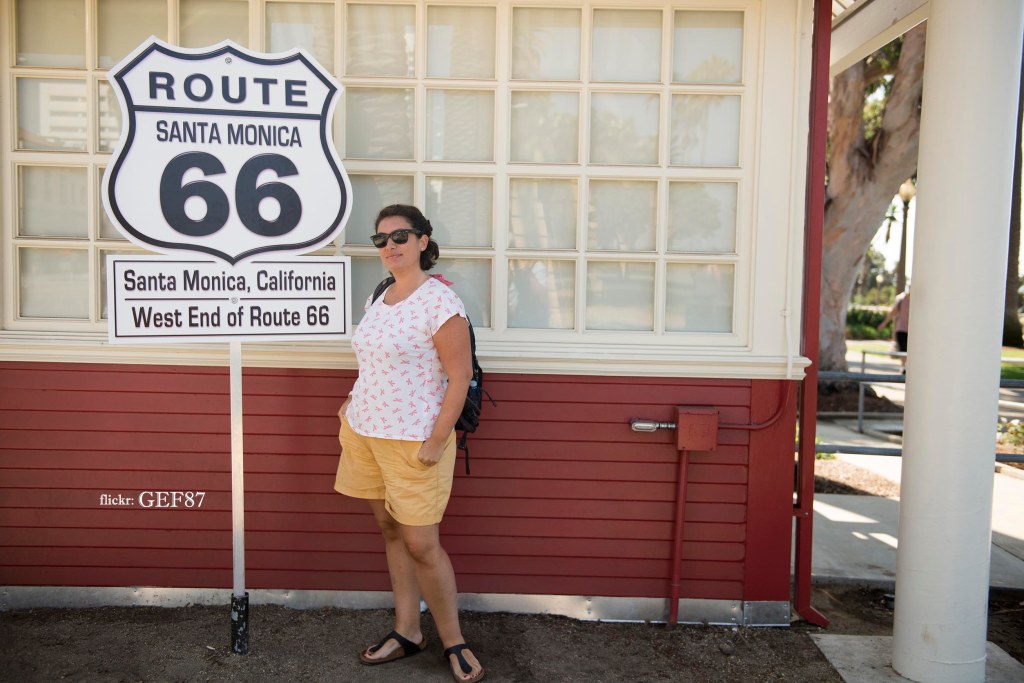 ROUTE
SANTA MONICA
66
Santa Monica, California
West End of Route 66
flickr: GEF87